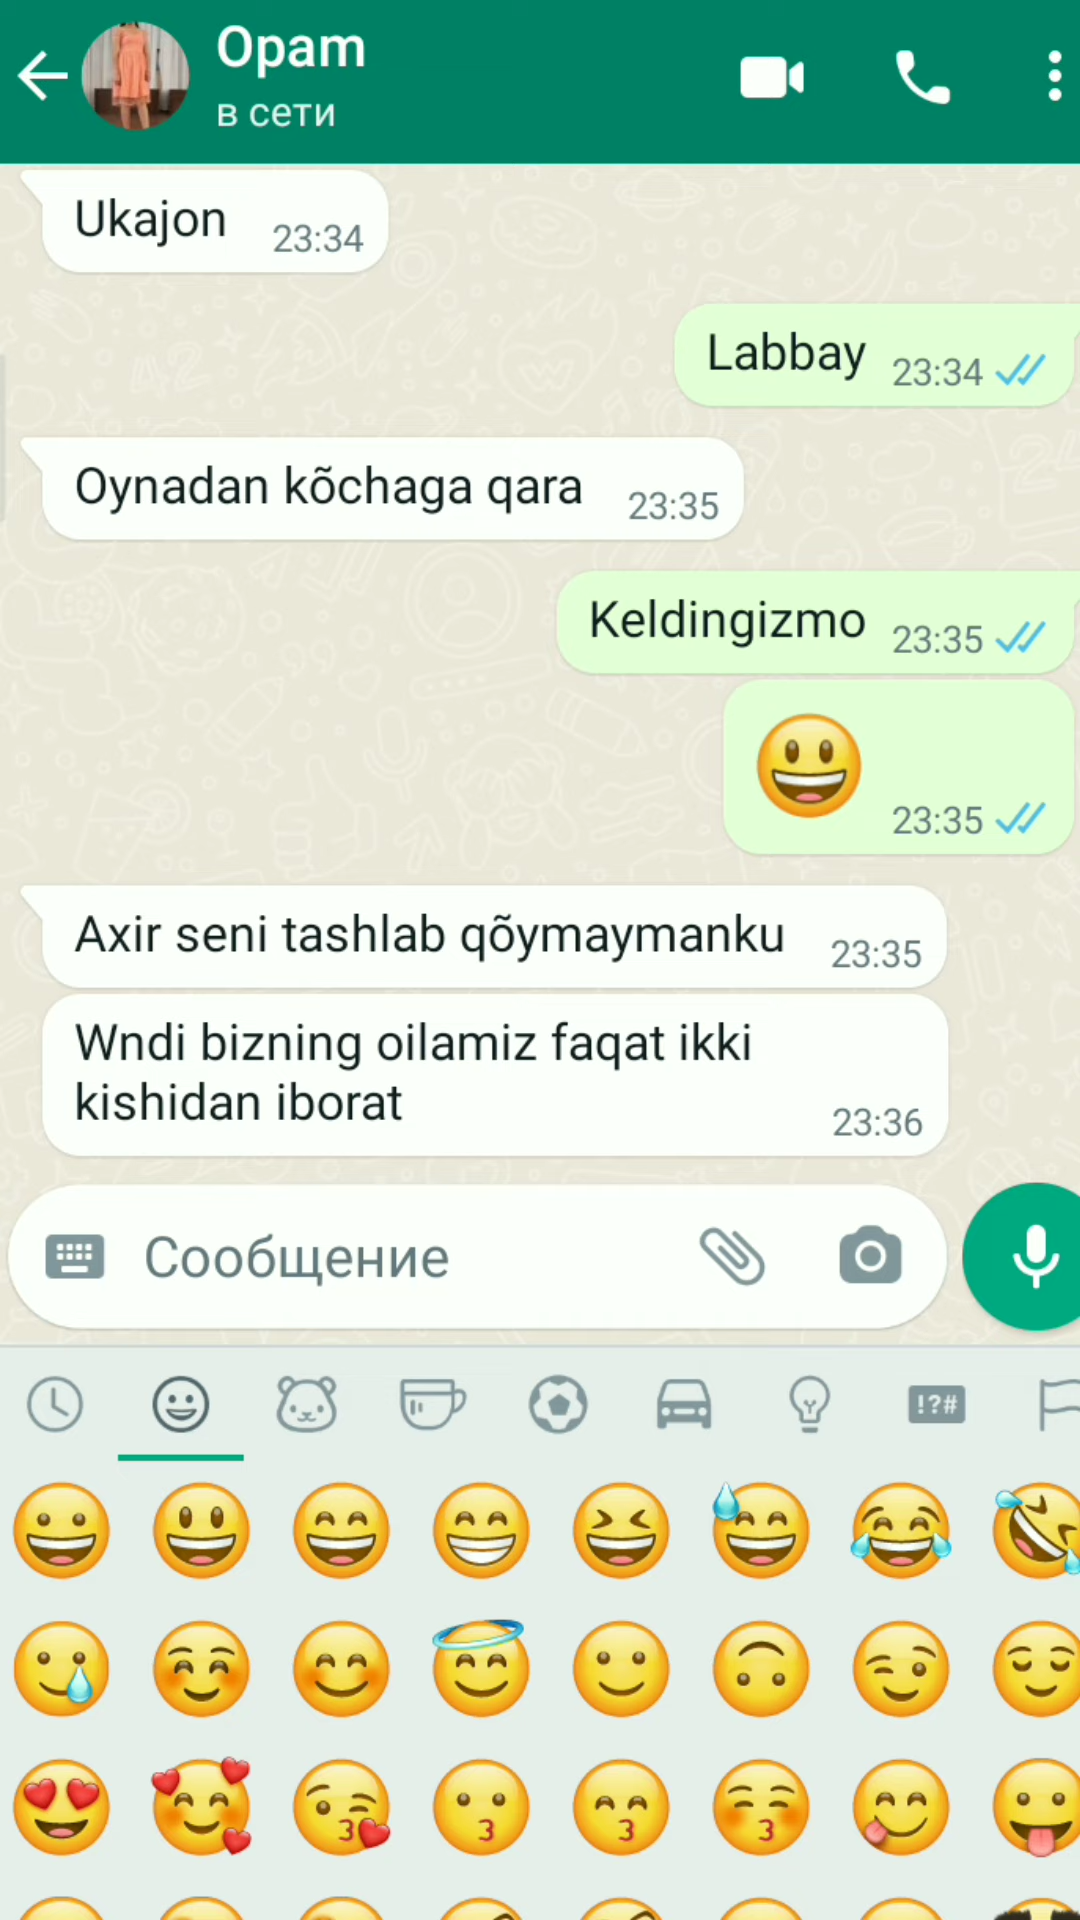 Opam
в сети
Ukajon 23:34
Labbay 23:34
Oynadan kõchaga qara 23:35
Keldingizmo 23:35
23:35
Axir seni tashlab qõymaymanku 23:35
Wndi bizning oilamiz faqat ikki
kishidan iborat 23:36
Сообщение
!?#